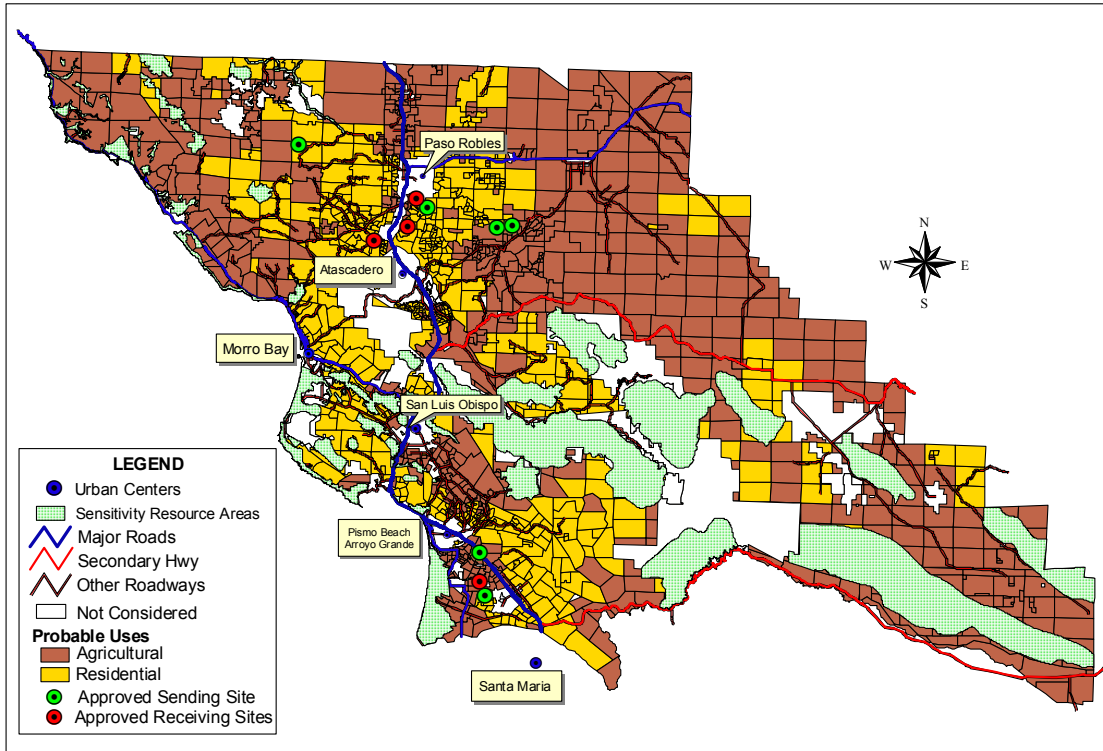 Paso Robles
N
W
E
S
Atascadero
Morro Bay
San Luis Obispo
LEGEND
Urban Centers
Sensitivity Resource Areas
Major Roads
Secondary Hwy
Other Roadways
Not Considered
Probable Uses
Agricultural
Residential
Approved Sending Site
Approved Receiving Sites
Pismo Beach
Arroyo Grande
Santa Maria